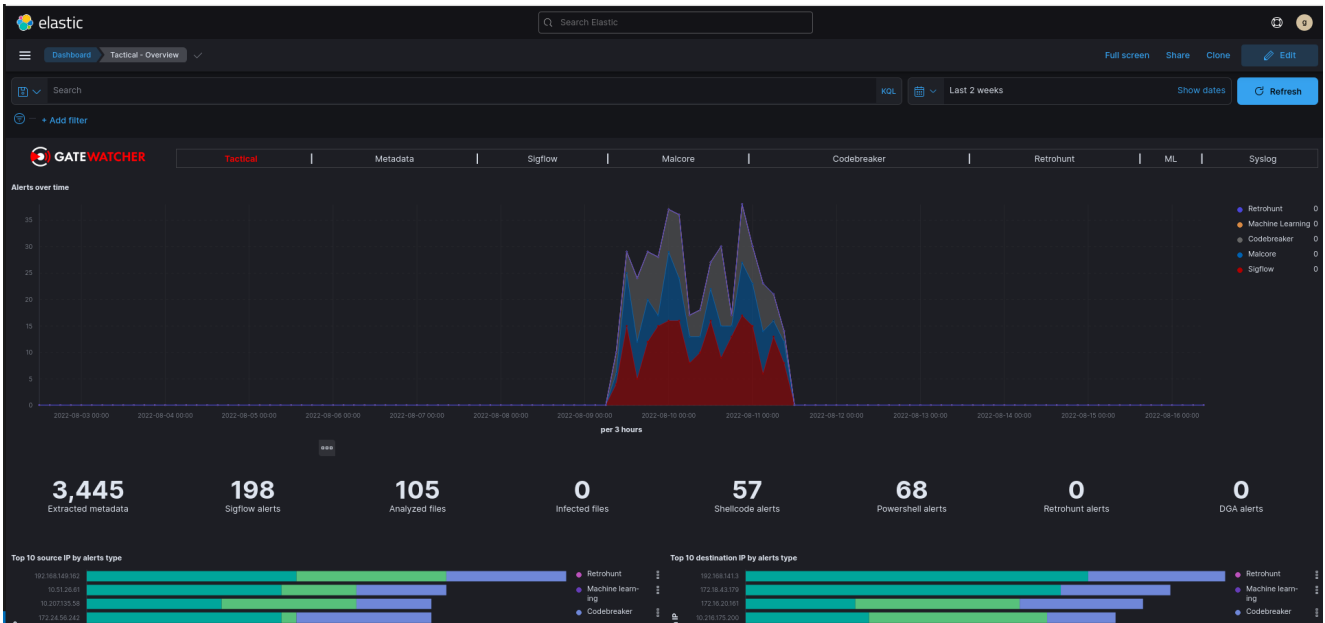 elastic
Search Elastic
g
Dashboard
Tactical - Overview
Full screen Share Clone Edit
Search
KQL
Last 2 weeks
Show dates
Refresh
+ Add filter
GATEWATCHER
Tactical | Metadata | Sigflow | Malcore | Codebreaker | Retrohunt | ML | Syslog
Alerts over time
35
30
25
20
15
10
5
0
Retrohunt 0
Machine Learning 0
Codebreaker 0
Malcore 0
Sigflow 0
2022-08-03 00:00 2022-08-04 00:00 2022-08-05 00:00 2022-08-06 00:00 2022-08-07 00:00 2022-08-08 00:00 2022-08-09 00:00 2022-08-10 00:00 2022-08-11 00:00 2022-08-12 00:00 2022-08-13 00:00 2022-08-14 00:00 2022-08-15 00:00 2022-08-16 00:00
per 3 hours
3,445 198 105 0 57 68 0 0
Extracted metadata Sigflow alerts Analyzed files Infected files Shellcode alerts Powershell alerts Retrohunt alerts DGA alerts
Top 10 source IP by alerts type
192.168.149.162
10.51.26.61
10.207.135.58
172.24.56.242
Retrohunt
Machine learn-
ing
Codebreaker
Top 10 destination IP by alerts type
192.168.141.3
172.18.43.179
172.16.20.161
10.216.175.200
Retrohunt
Machine learn-
ing
Codebreaker